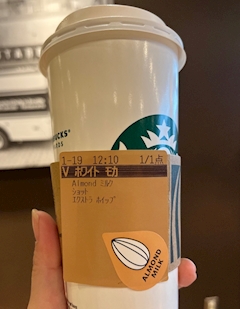 1-19 12:10 1/1点
V ホワイト モカ
Almond ミルク
ショット
エクストラ ホイップ
ALMOND
MILK